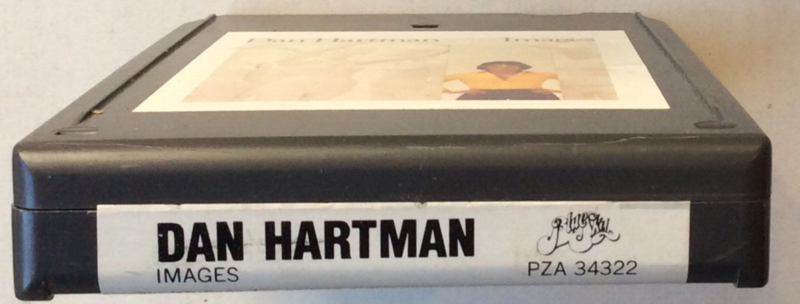 Dan Hartman Images
DAN HARTMAN
IMAGES
PZA 34322